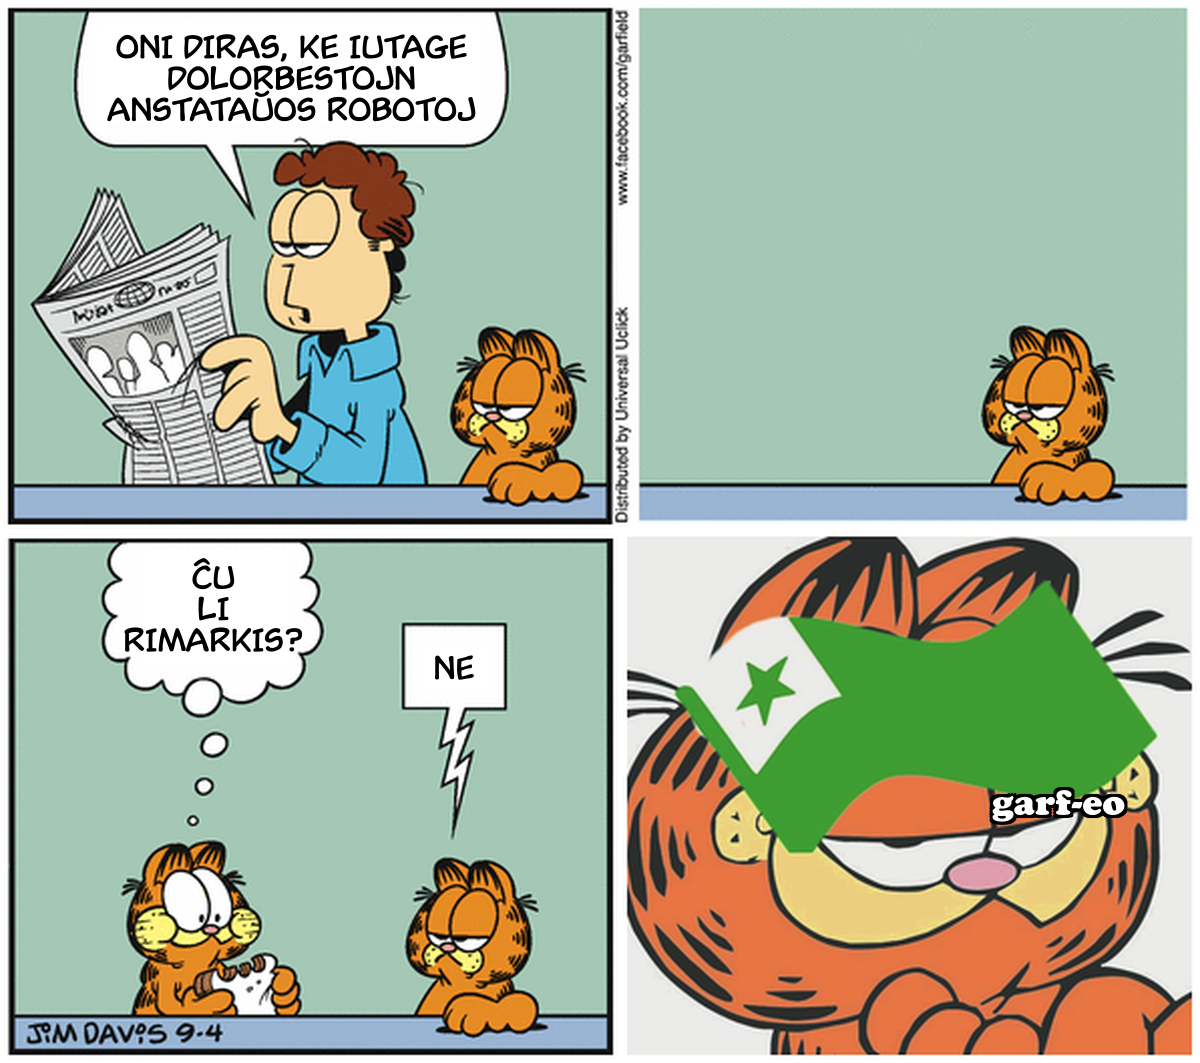 ONI DIRAS, KE IUTAGE
DOLORBESTOJN
ANSTATAŬOS ROBOTOJ
www.facebook.com/garfield
Distributed by Universal Uclick
ĈU
LI
RIMARKIS?
NE
JIM DAVIS 9-4
garf-eo